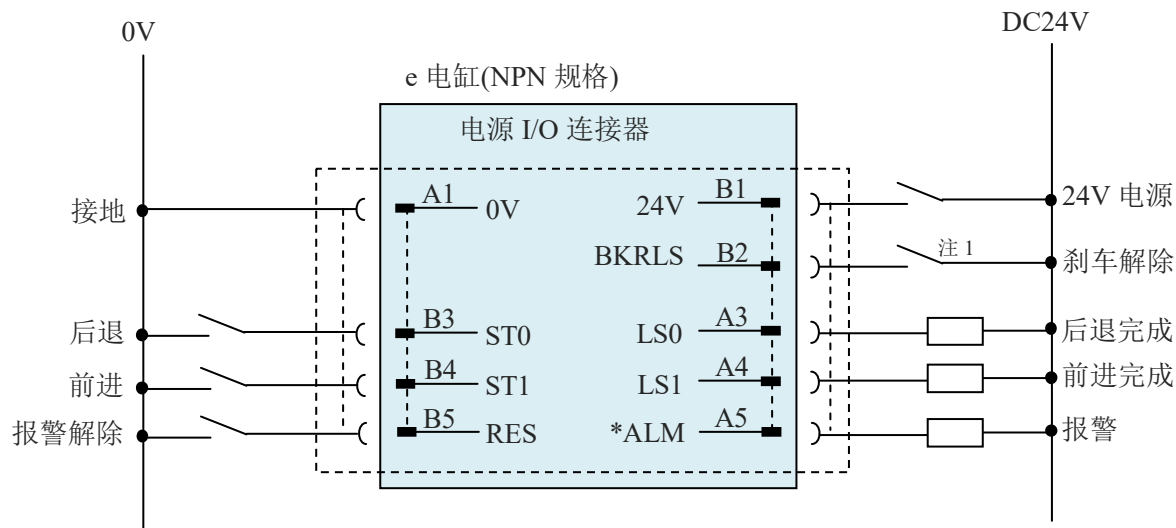 0V
DC24V
e 电缸(NPN 规格)
电源 I/O 连接器
接地
A1
0V
24V
B1
24V 电源
BKRLS
B2
注 1
刹车解除
后退
B3
ST0
LS0
A3
后退完成
前进
B4
ST1
LS1
A4
前进完成
报警解除
B5
RES
*ALM
A5
报警